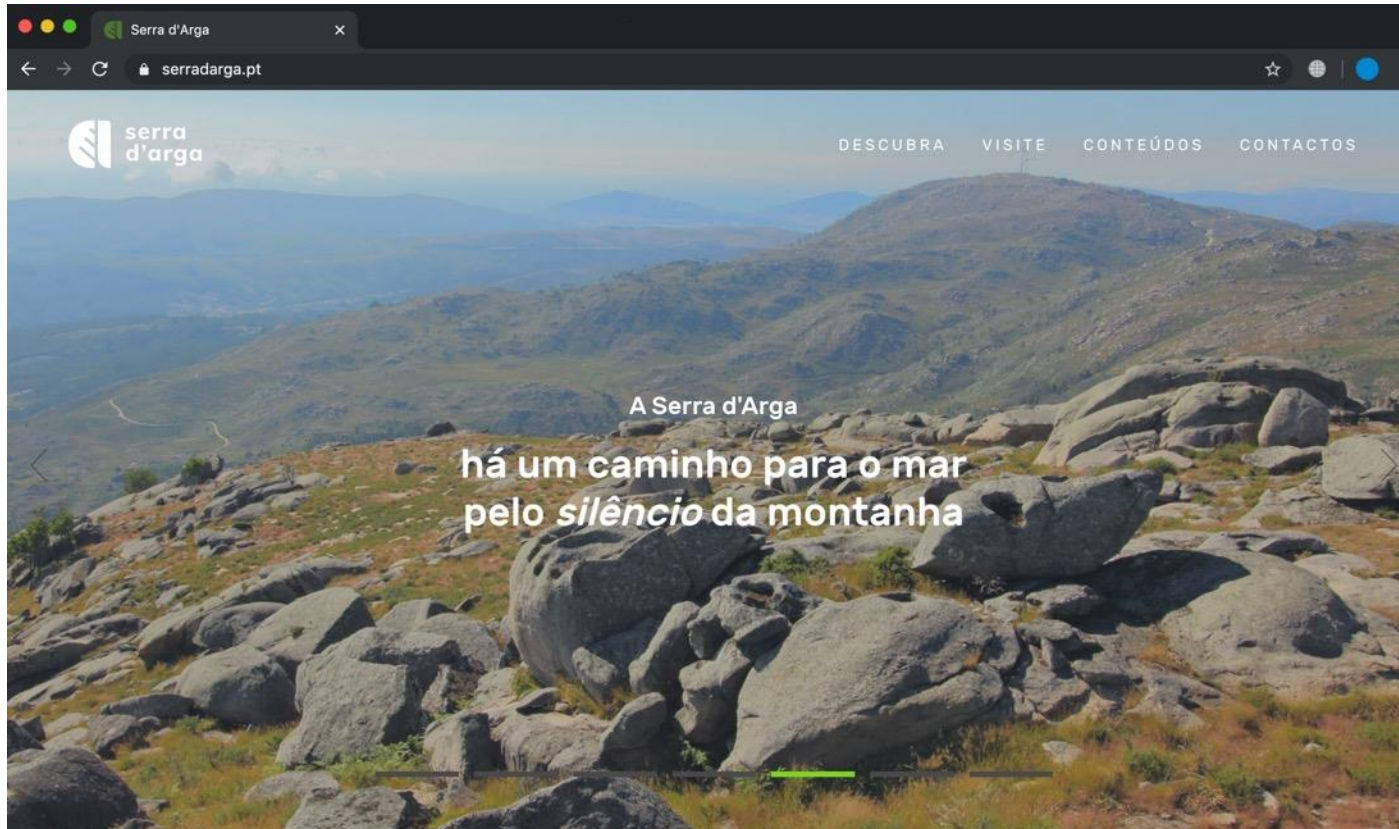 Serra d'Arga
serradarga.pt
serra
d'arga
DESCUBRA VISITE CONTEÚDOS CONTACTOS
A Serra d'Arga
há um caminho para o mar
pelo silêncio da montanha